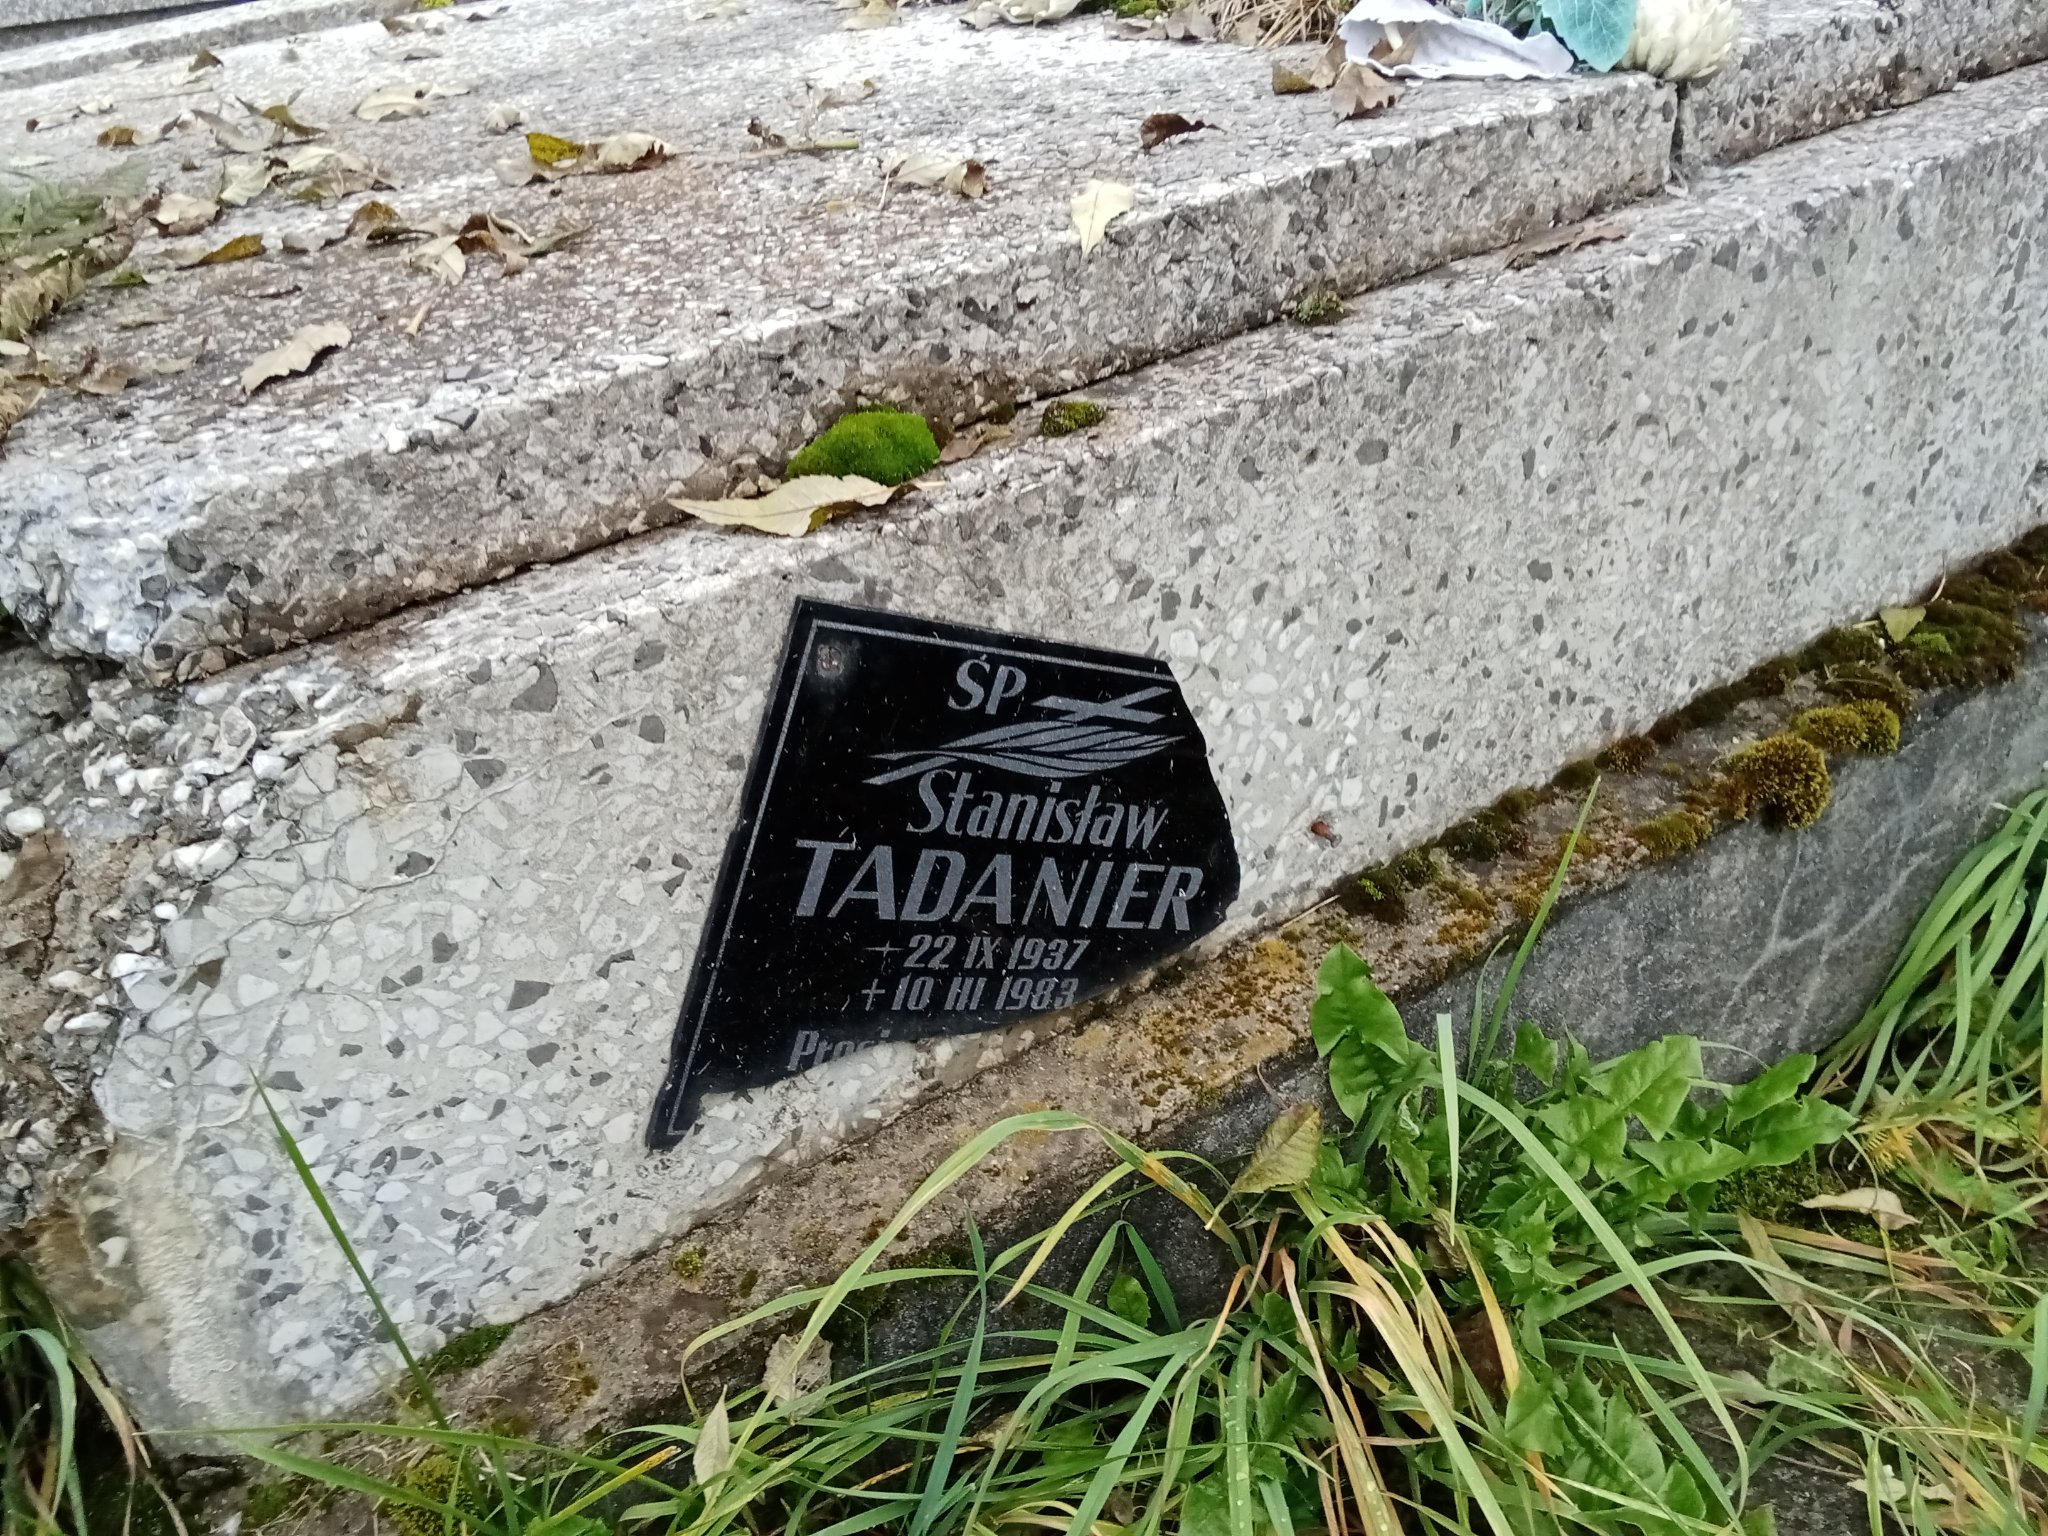 ŚP
Stanisław
TADANIER
22 IX 1937
+ 10 III 1983